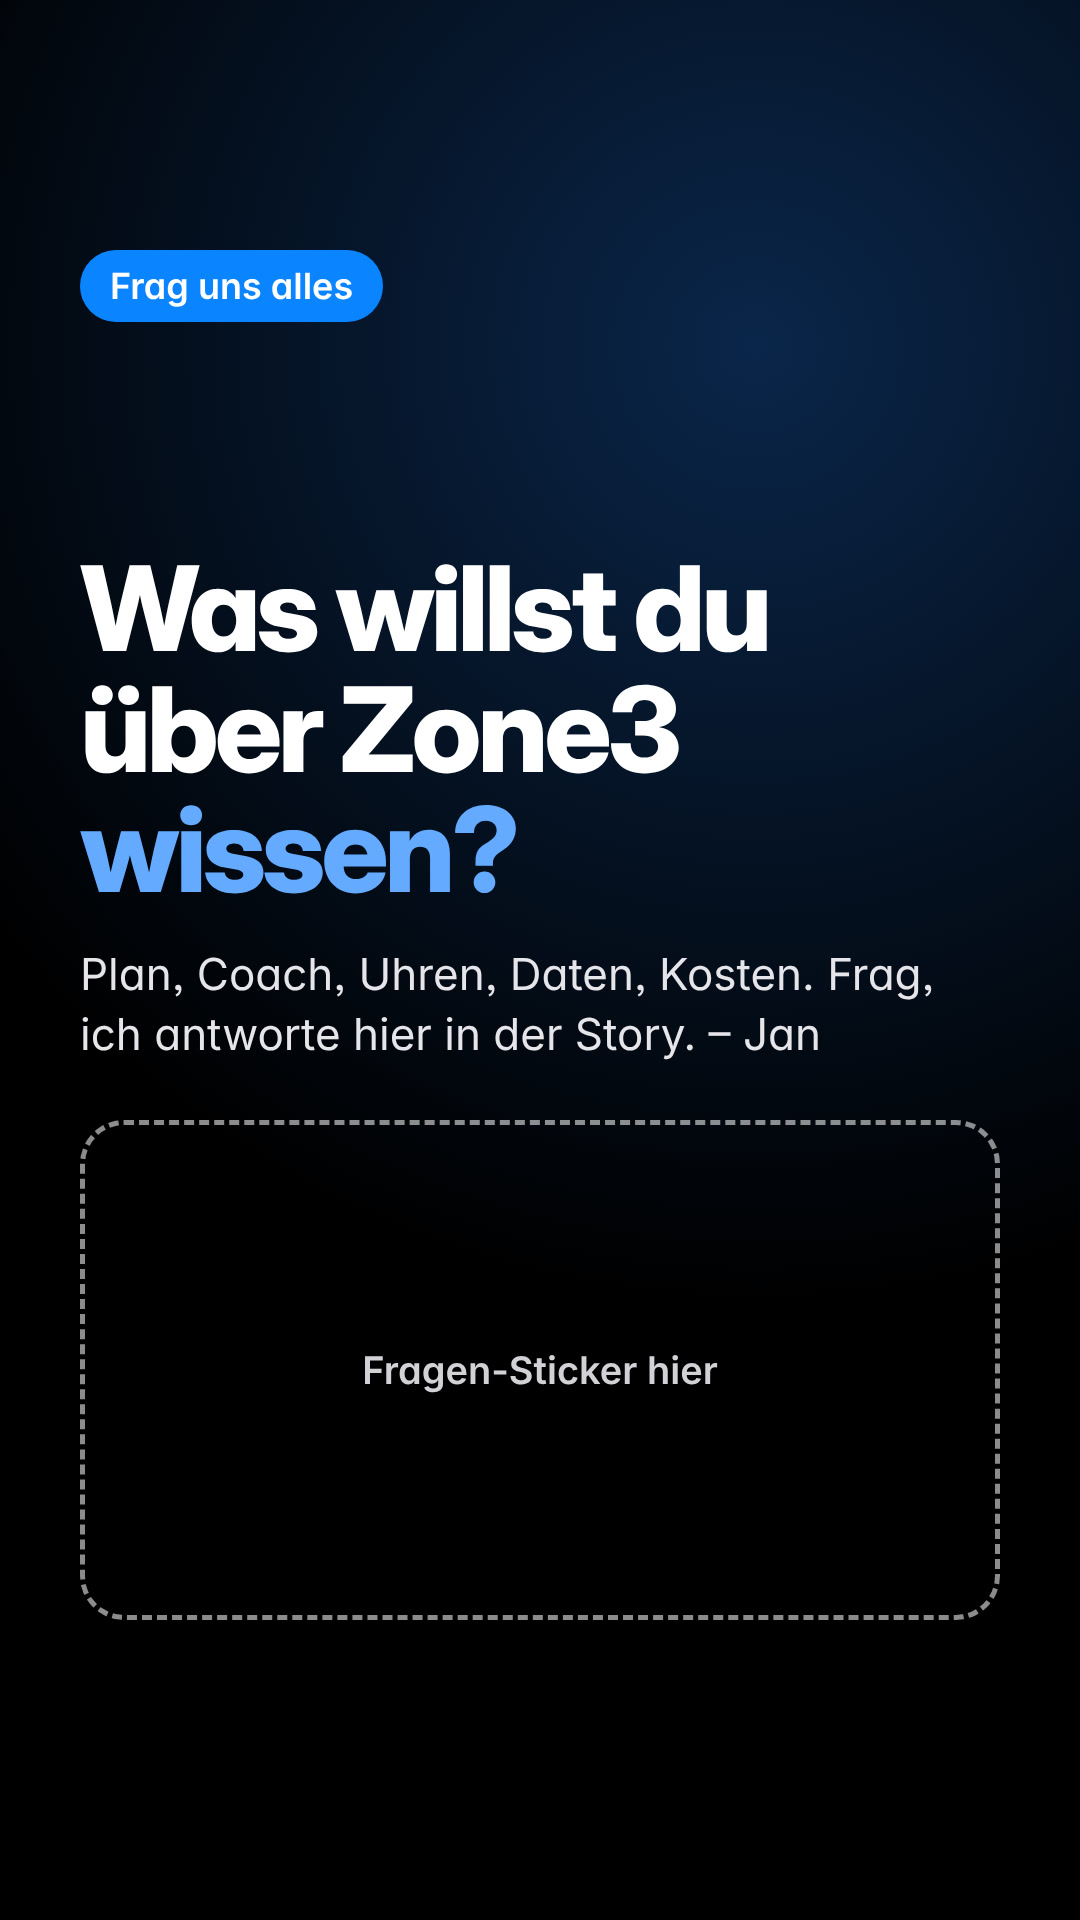 Frag uns alles
Was willst du
über Zone3
wissen?
Plan, Coach, Uhren, Daten, Kosten. Frag,
ich antworte hier in der Story. – Jan
Fragen-Sticker hier